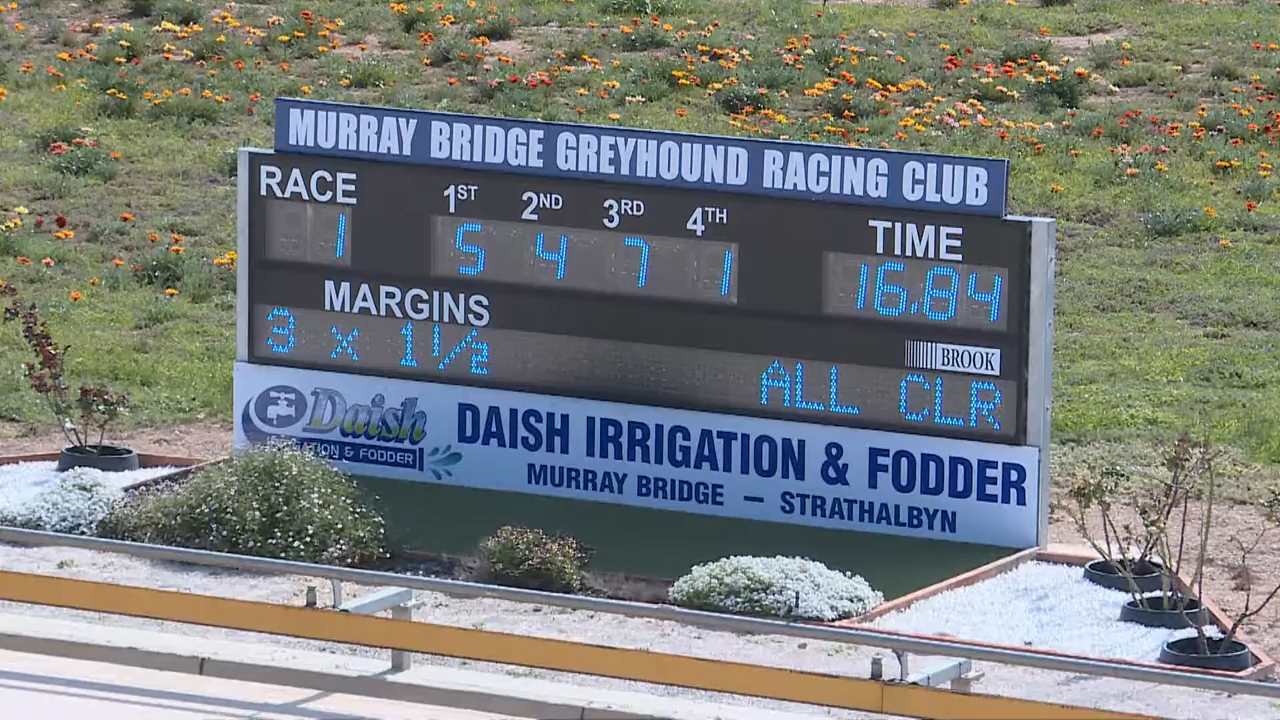 MURRAY BRIDGE GREYHOUND RACING CLUB
RACE 1ST 2ND 3RD 4TH TIME
1 5 4 7 1 16.84
MARGINS
3 x 1 1/2
BROOK
ALL CLR
Daish
IRRIGATION & FODDER
DAISH IRRIGATION & FODDER
MURRAY BRIDGE – STRATHALBYN